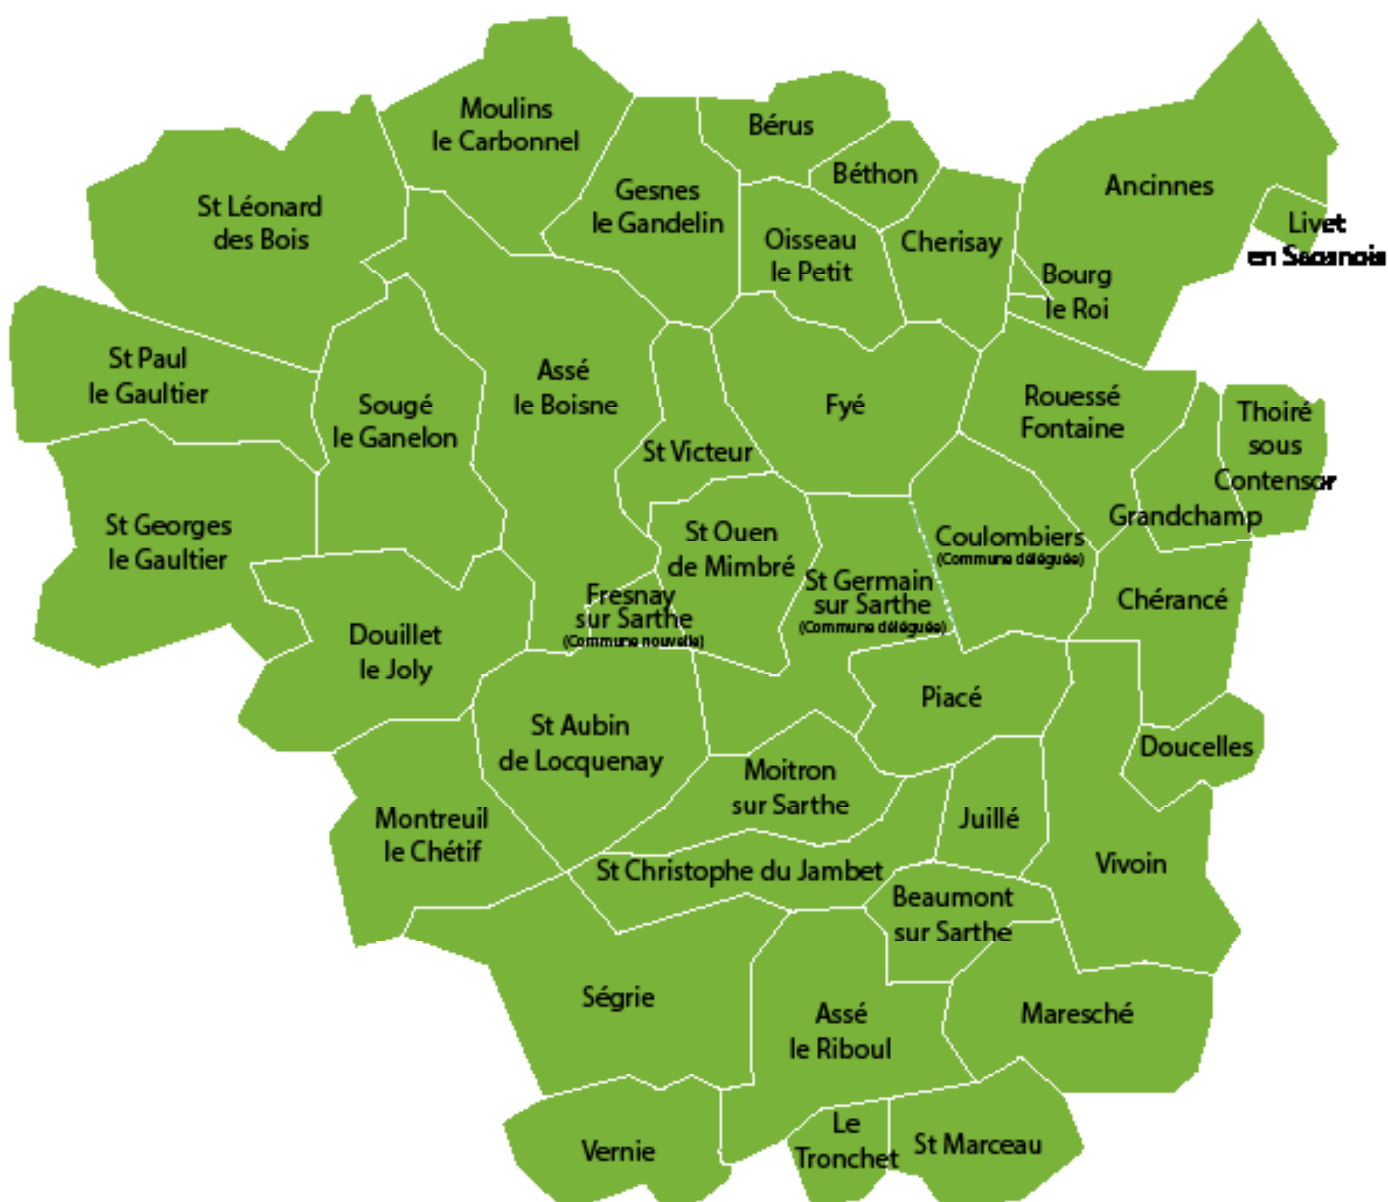 Moulins
le Carbonnel
Bérus
Béthon
Ancinnes
St Léonard
des Bois
Gesnes
le Gandelin
Oisseau
le Petit
Cherisay
Livet
en Saosnois
Bourg
le Roi
St Paul
le Gaultier
Sougé
le Ganelon
Assé
le Boisne
Fyé
Rouessé
Fontaine
Thoiré
sous
Contensor
St Victeur
Grandchamp
St Georges
le Gaultier
St Ouen
de Mimbré
Coulombiers
(Commune déléguée)
St Germain
sur Sarthe
(Commune déléguée)
Fresnay
sur Sarthe
(Commune nouvelle)
Chérancé
Douillet
le Joly
Piacé
St Aubin
de Locquenay
Doucelles
Moitron
sur Sarthe
Juillé
Montreuil
le Chétif
Vivoin
St Christophe du Jambet
Beaumont
sur Sarthe
Ségrie
Assé
le Riboul
Maresché
Vernie
Le
Tronchet
St Marceau